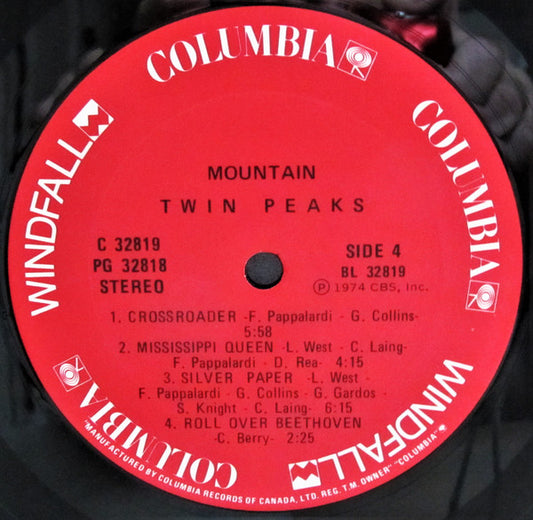 COLUMBIA
COLUMBIA
WINDFALL
COLUMBIA
WINDFALL
MOUNTAIN
TWIN PEAKS
C 32819
PG 32818
STEREO
SIDE 4
BL 32819
Ⓟ 1974 CBS, Inc.
1. CROSSROADER -F. Pappalardi - G. Collins-
5:58
2. MISSISSIPPI QUEEN -L. West - C. Laing-
F. Pappalardi - D. Rea- 4:15
3. SILVER PAPER -L. West -
F. Pappalardi - G. Collins - G. Gardos -
S. Knight - C. Laing- 6:15
4. ROLL OVER BEETHOVEN
-C. Berry- 2:25
"MANUFACTURED BY COLUMBIA RECORDS OF CANADA, LTD. REG. T.M. OWNER" "COLUMBIA"